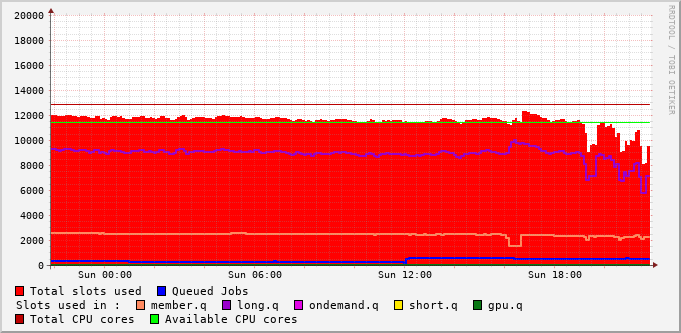 20000
18000
16000
14000
12000
10000
8000
6000
4000
2000
0
Sun 00:00 Sun 06:00 Sun 12:00 Sun 18:00
Total slots used Queued Jobs
Slots used in : member.q long.q ondemand.q short.q gpu.q
Total CPU cores Available CPU cores
RRDTOOL / TOBI OETIKER